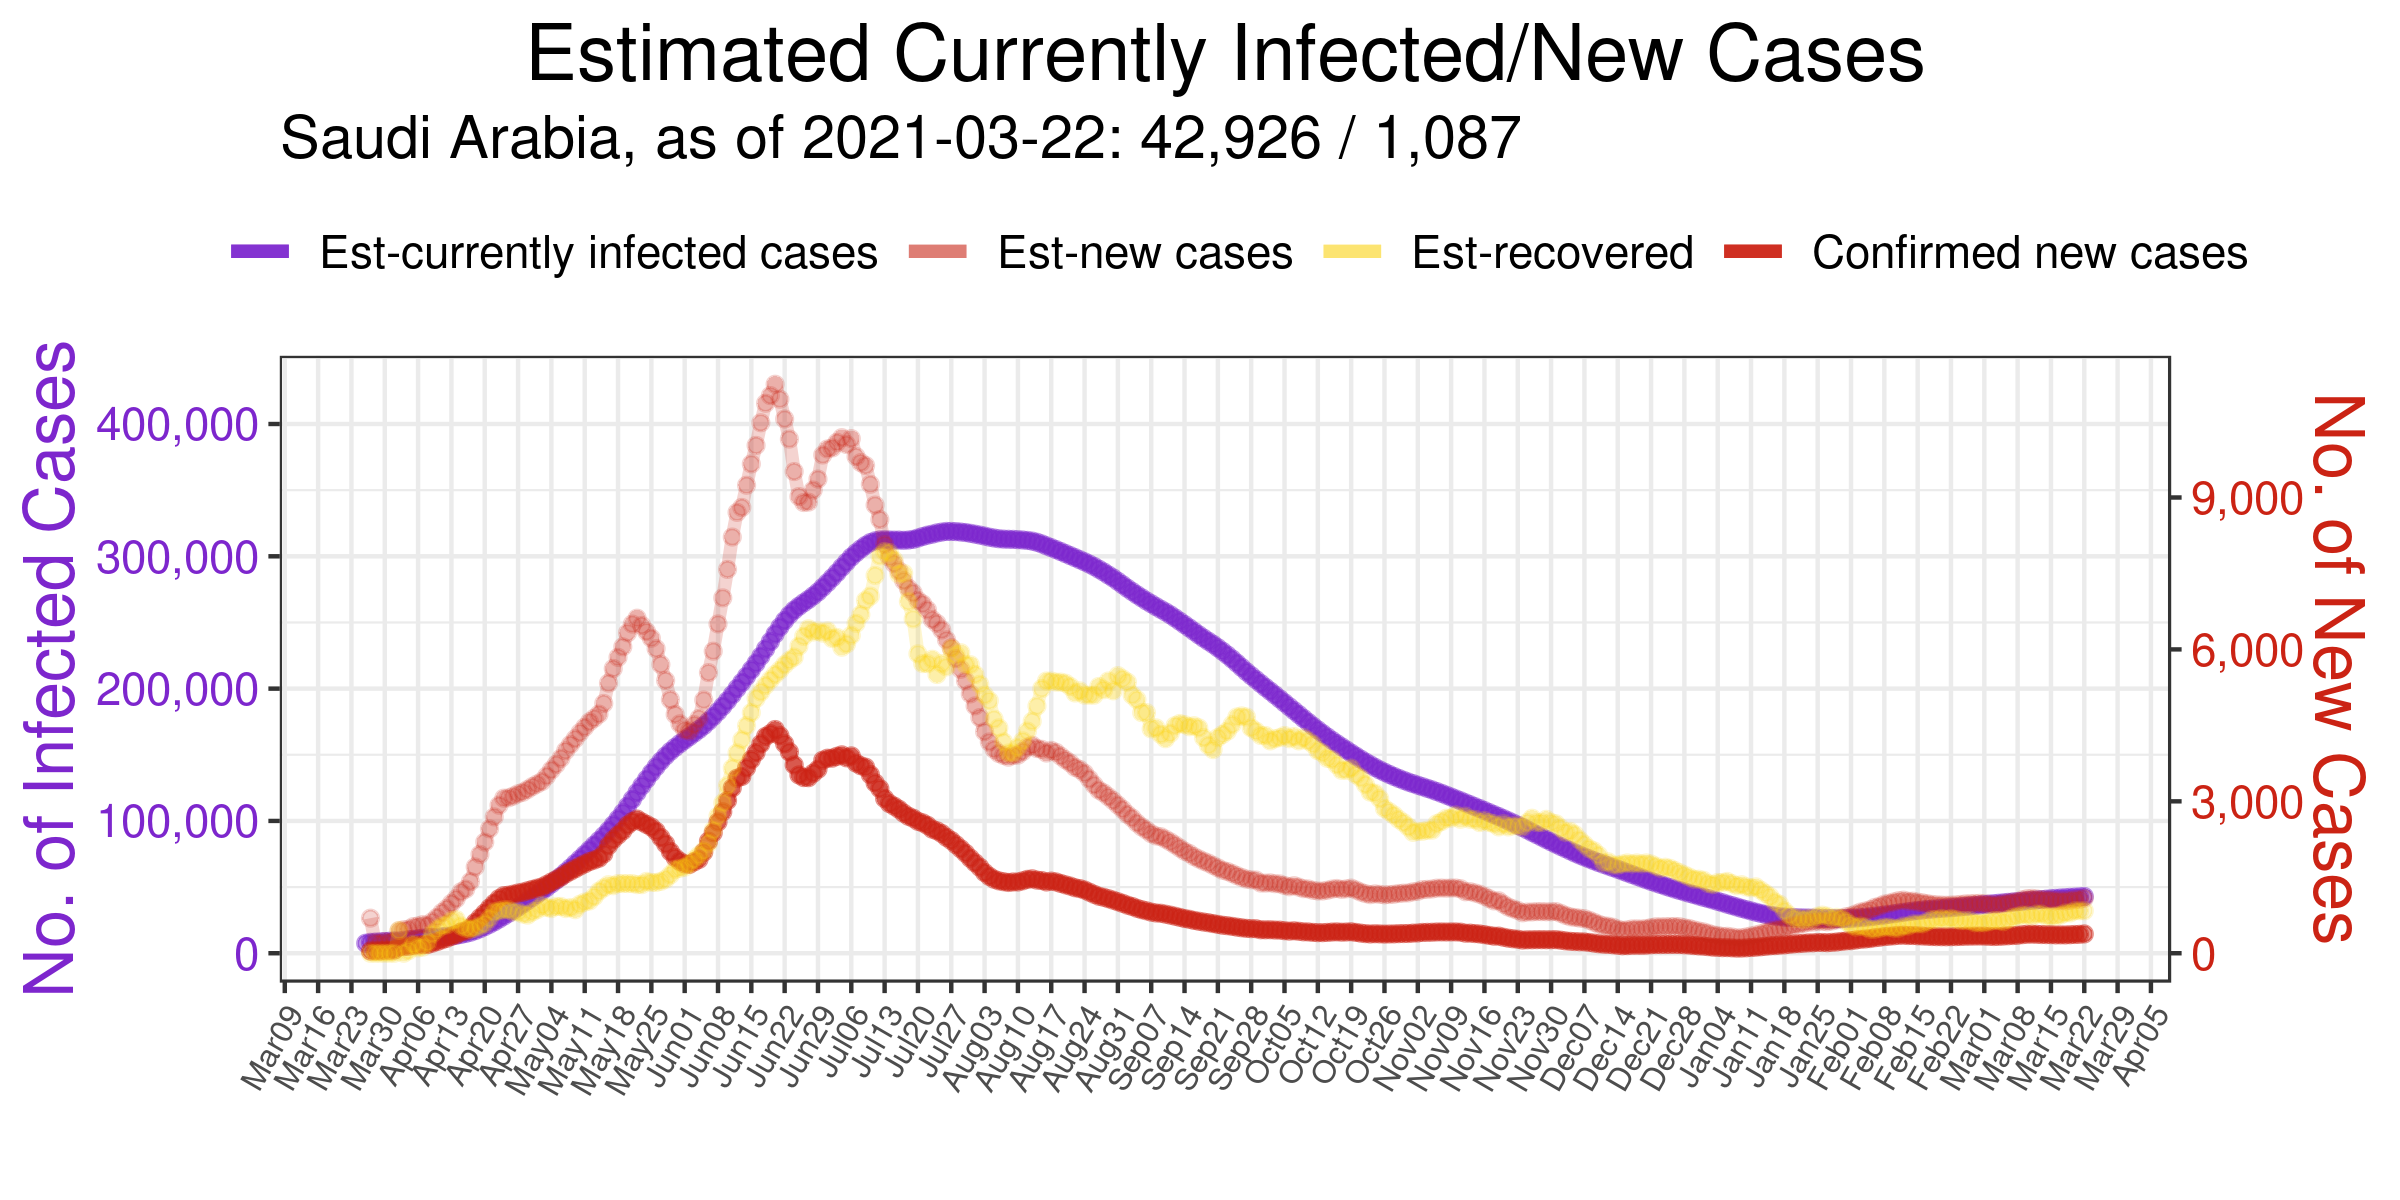 Estimated Currently Infected/New Cases
Saudi Arabia, as of 2021-03-22: 42,926 / 1,087
Est-currently infected cases Est-new cases Est-recovered Confirmed new cases
No. of Infected Cases
400,000
300,000
200,000
100,000
0
9,000
6,000
3,000
0
No. of New Cases
Mar09 Mar16 Mar23 Mar30 Apr06 Apr13 Apr20 Apr27 May04 May11 May18 May25 Jun01 Jun08 Jun15 Jun22 Jun29 Jul06 Jul13 Jul20 Jul27 Aug03 Aug10 Aug17 Aug24 Aug31 Sep07 Sep14 Sep21 Sep28 Oct05 Oct12 Oct19 Oct26 Nov02 Nov09 Nov16 Nov23 Nov30 Dec07 Dec14 Dec21 Dec28 Jan04 Jan11 Jan18 Jan25 Feb01 Feb08 Feb15 Feb22 Mar01 Mar08 Mar15 Mar22 Mar29 Apr05